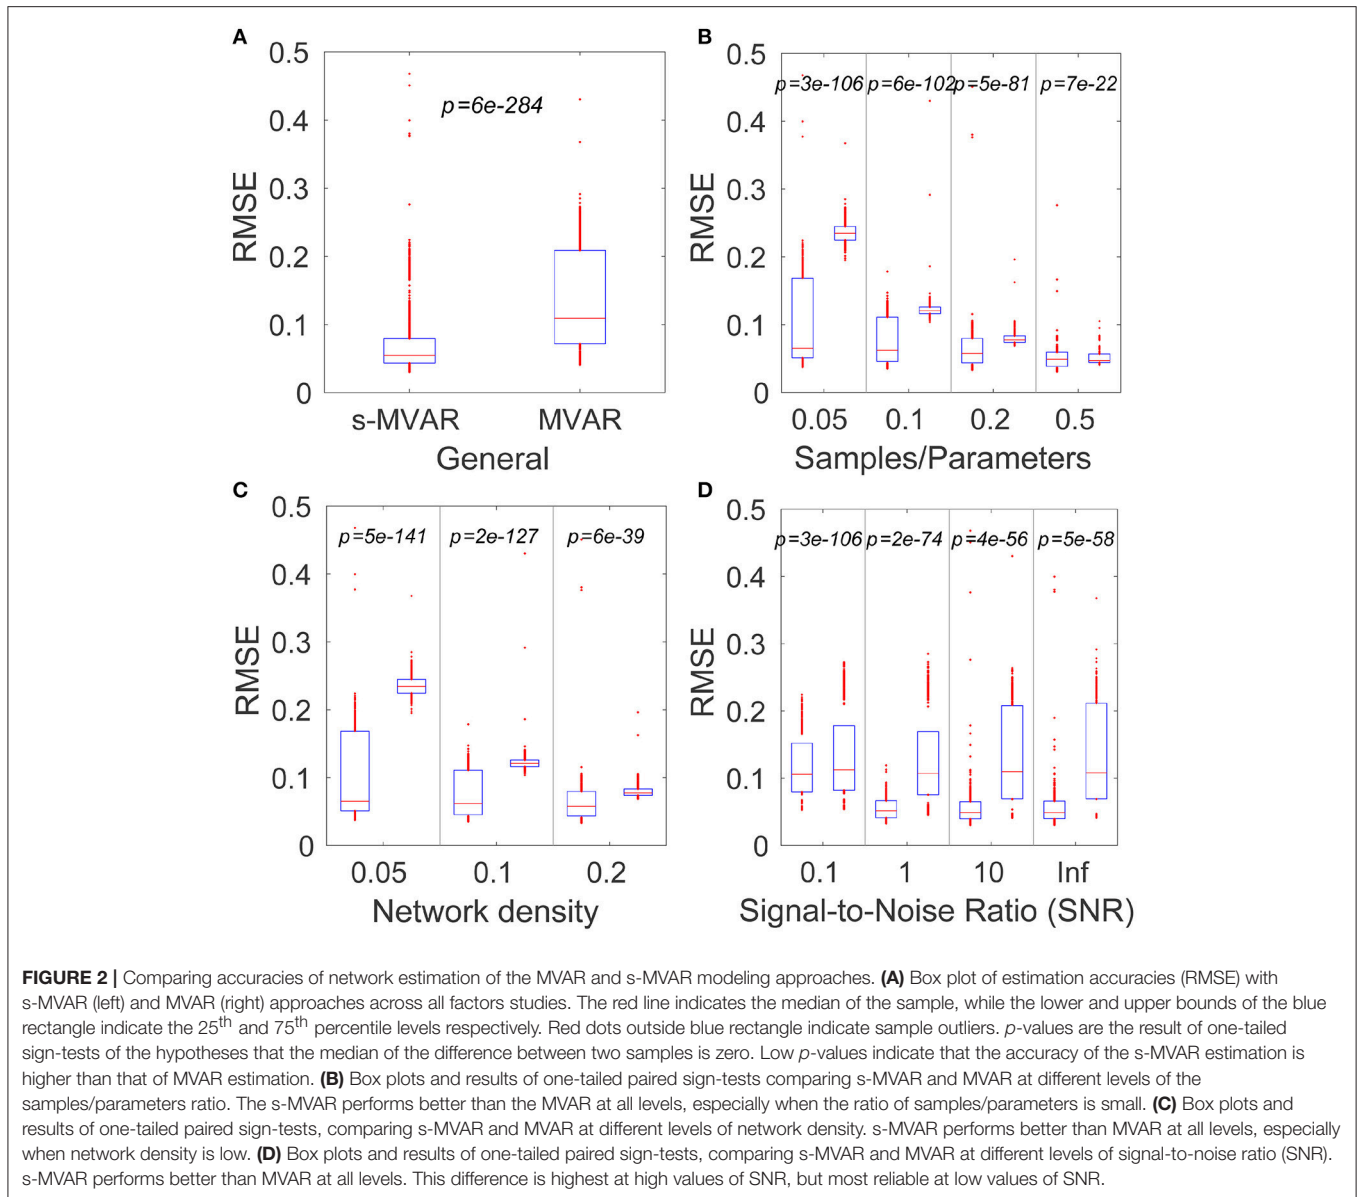 A
0.5
0.4
0.3
0.2
0.1
0
RMSE
p=6e-284
s-MVAR MVAR
General
B
0.5
0.4
0.3
0.2
0.1
0
RMSE
p=3e-106 p=6e-102 p=5e-81 p=7e-22
0.05 0.1 0.2 0.5
Samples/Parameters
C
0.5
0.4
0.3
0.2
0.1
0
RMSE
p=5e-141 p=2e-127 p=6e-39
0.05 0.1 0.2
Network density
D
0.5
0.4
0.3
0.2
0.1
0
RMSE
p=3e-106 p=2e-74 p=4e-56 p=5e-58
0.1 1 10 Inf
Signal-to-Noise Ratio (SNR)
FIGURE 2 | Comparing accuracies of network estimation of the MVAR and s-MVAR modeling approaches. (A) Box plot of estimation accuracies (RMSE) with
s-MVAR (left) and MVAR (right) approaches across all factors studies. The red line indicates the median of the sample, while the lower and upper bounds of the blue
rectangle indicate the 25th and 75th percentile levels respectively. Red dots outside blue rectangle indicate sample outliers. p-values are the result of one-tailed
sign-tests of the hypotheses that the median of the difference between two samples is zero. Low p-values indicate that the accuracy of the s-MVAR estimation is
higher than that of MVAR estimation. (B) Box plots and results of one-tailed paired sign-tests comparing s-MVAR and MVAR at different levels of the
samples/parameters ratio. The s-MVAR performs better than the MVAR at all levels, especially when the ratio of samples/parameters is small. (C) Box plots and
results of one-tailed paired sign-tests, comparing s-MVAR and MVAR at different levels of network density. s-MVAR performs better than MVAR at all levels, especially
when network density is low. (D) Box plots and results of one-tailed paired sign-tests, comparing s-MVAR and MVAR at different levels of signal-to-noise ratio (SNR).
s-MVAR performs better than MVAR at all levels. This difference is highest at high values of SNR, but most reliable at low values of SNR.